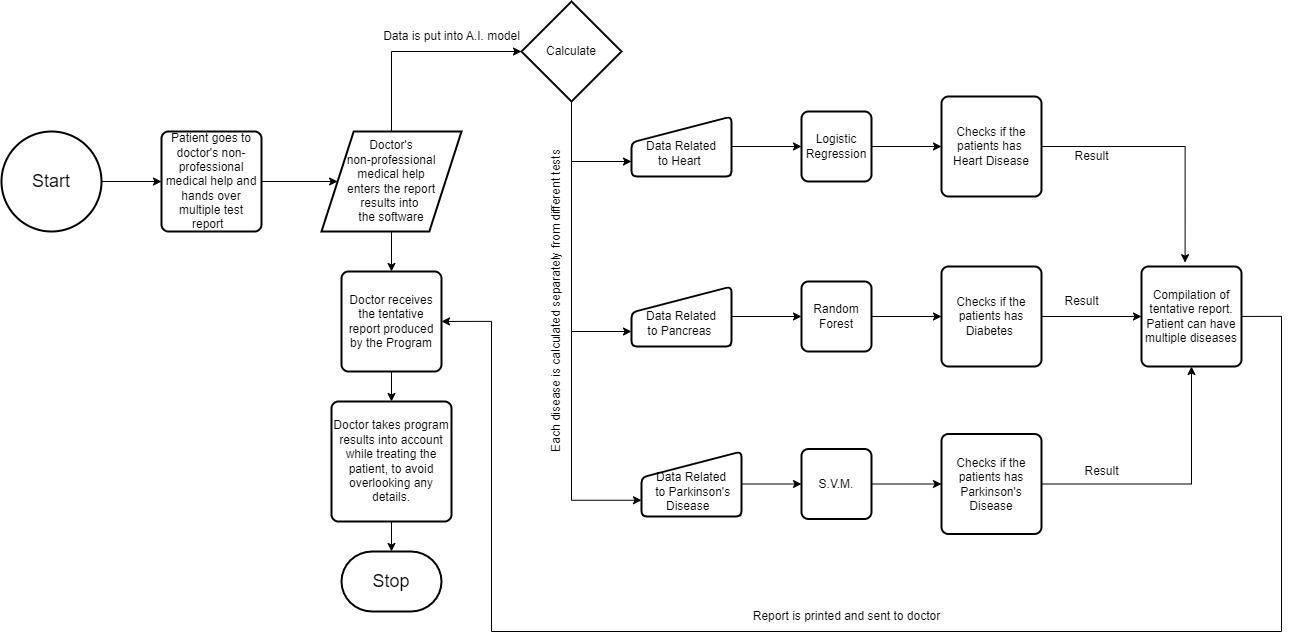 Data is put into A.I. model
Calculate
Start
Patient goes to
doctor's non-
professional
medical help and
hands over
multiple test
report
Doctor's
non-professional
medical help
enters the report
results into
the software
Each disease is calculated separately from different tests
Data Related
to Heart
Logistic
Regression
Checks if the
patients has
Heart Disease
Result
Doctor receives
the tentative
report produced
by the Program
Data Related
to Pancreas
Random
Forest
Checks if the
patients has
Diabetes
Result
Compilation of
tentative report.
Patient can have
multiple diseases
Doctor takes program
results into account
while treating the
patient, to avoid
overlooking any
details.
Data Related
to Parkinson's
Disease
S.V.M.
Checks if the
patients has
Parkinson's
Disease
Result
Stop
Report is printed and sent to doctor